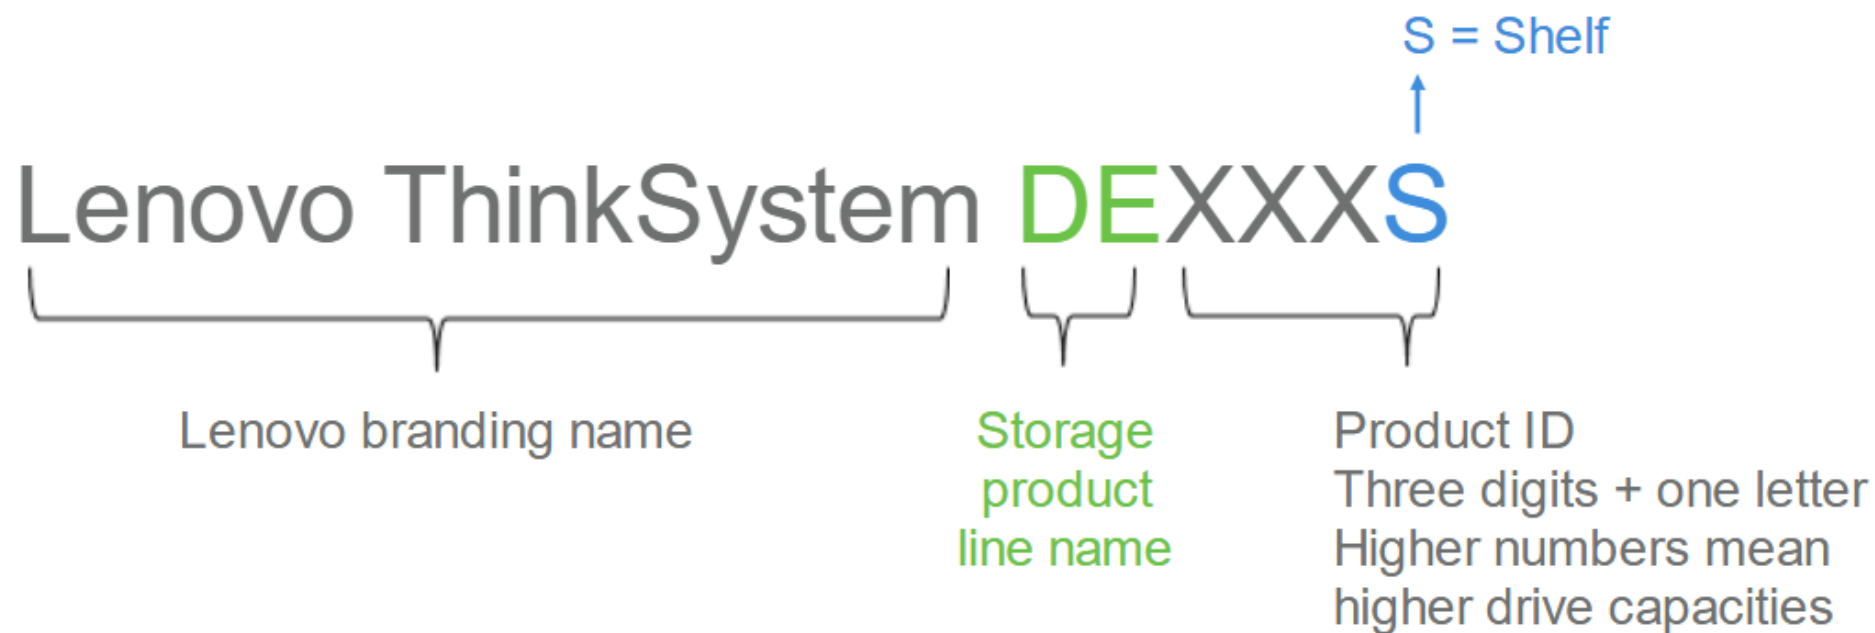 S = Shelf
Lenovo ThinkSystem DEXXXS
Lenovo branding name
Storage
product
line name
Product ID
Three digits + one letter
Higher numbers mean
higher drive capacities